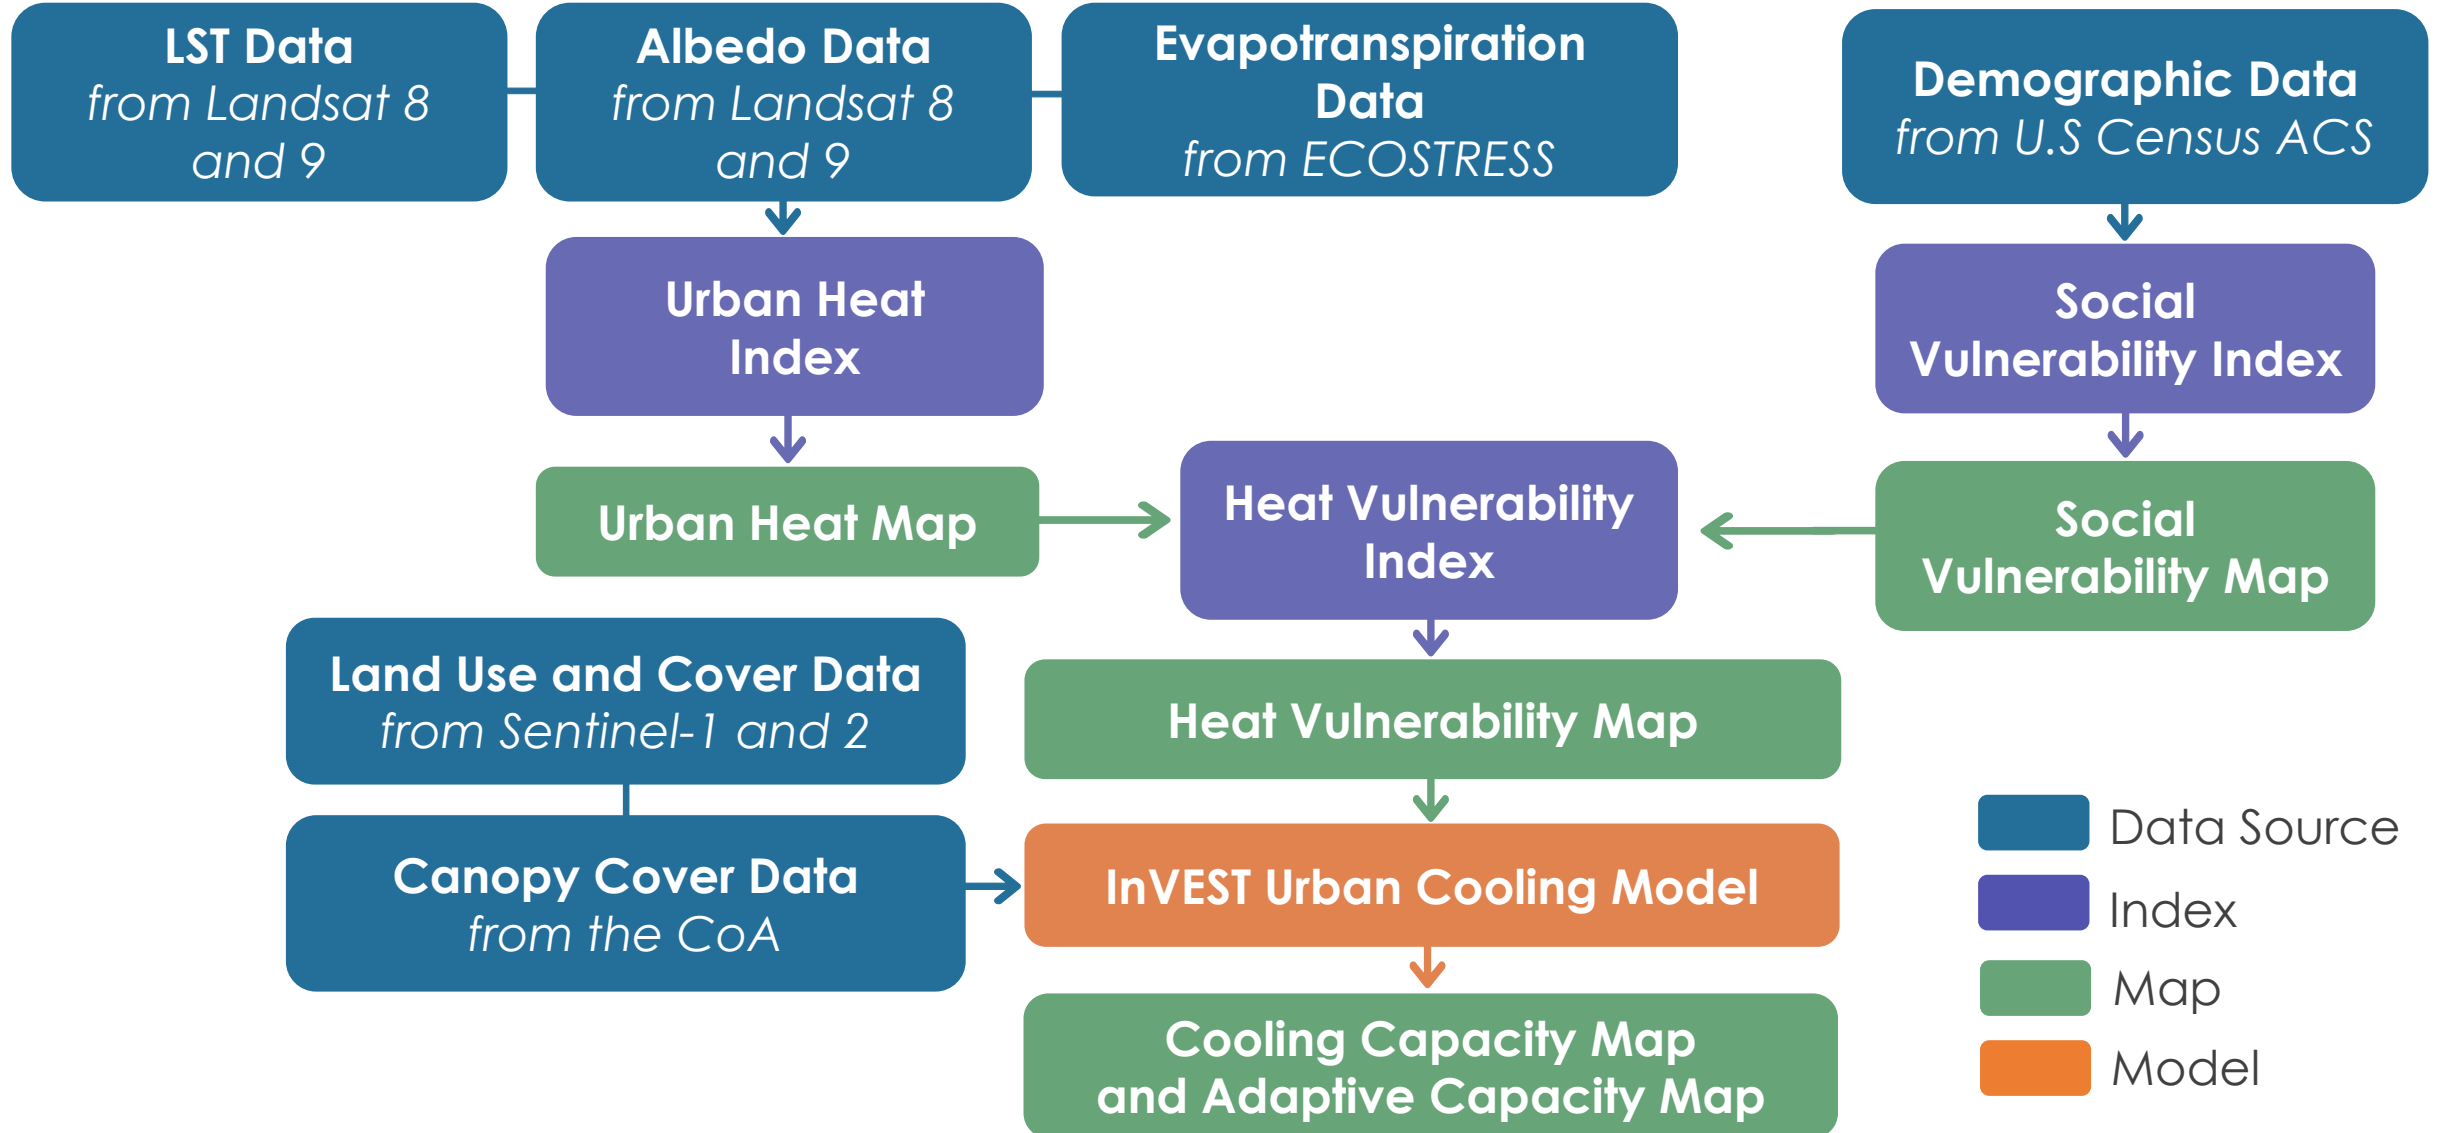 LST Data
from Landsat 8
and 9
Albedo Data
from Landsat 8
and 9
Evapotranspiration
Data
from ECOSTRESS
Demographic Data
from U.S Census ACS
Urban Heat
Index
Social
Vulnerability Index
Urban Heat Map
Heat Vulnerability
Index
Social
Vulnerability Map
Land Use and Cover Data
from Sentinel-1 and 2
Heat Vulnerability Map
Canopy Cover Data
from the CoA
InVEST Urban Cooling Model
Cooling Capacity Map
and Adaptive Capacity Map
Data Source
Index
Map
Model